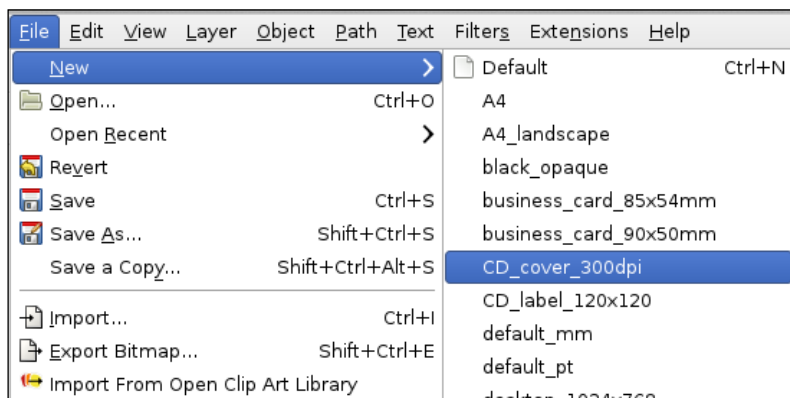 File Edit View Layer Object Path Text Filters Extensions Help
New
Open... Ctrl+O
Open Recent
Revert
Save Ctrl+S
Save As... Shift+Ctrl+S
Save a Copy... Shift+Ctrl+Alt+S
Import... Ctrl+I
Export Bitmap... Shift+Ctrl+E
Import From Open Clip Art Library
Default Ctrl+N
A4
A4_landscape
black_opaque
business_card_85x54mm
business_card_90x50mm
CD_cover_300dpi
CD_label_120x120
default_mm
default_pt
desktop_1024x768